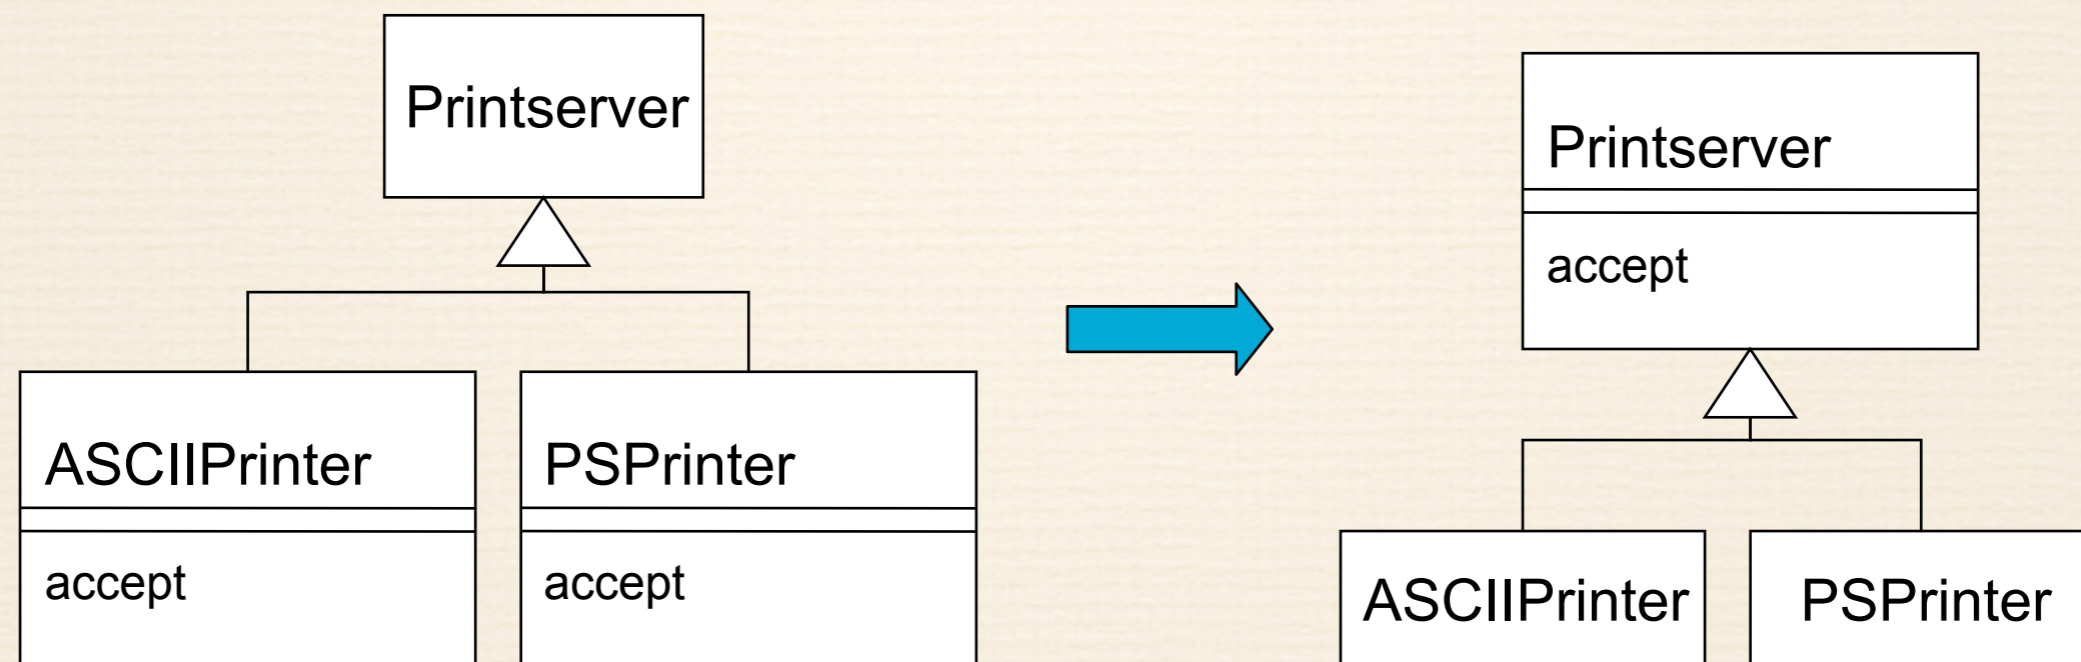 Printserver
ASCIIPrinter
accept
PSPrinter
accept
Printserver
accept
ASCIIPrinter
PSPrinter